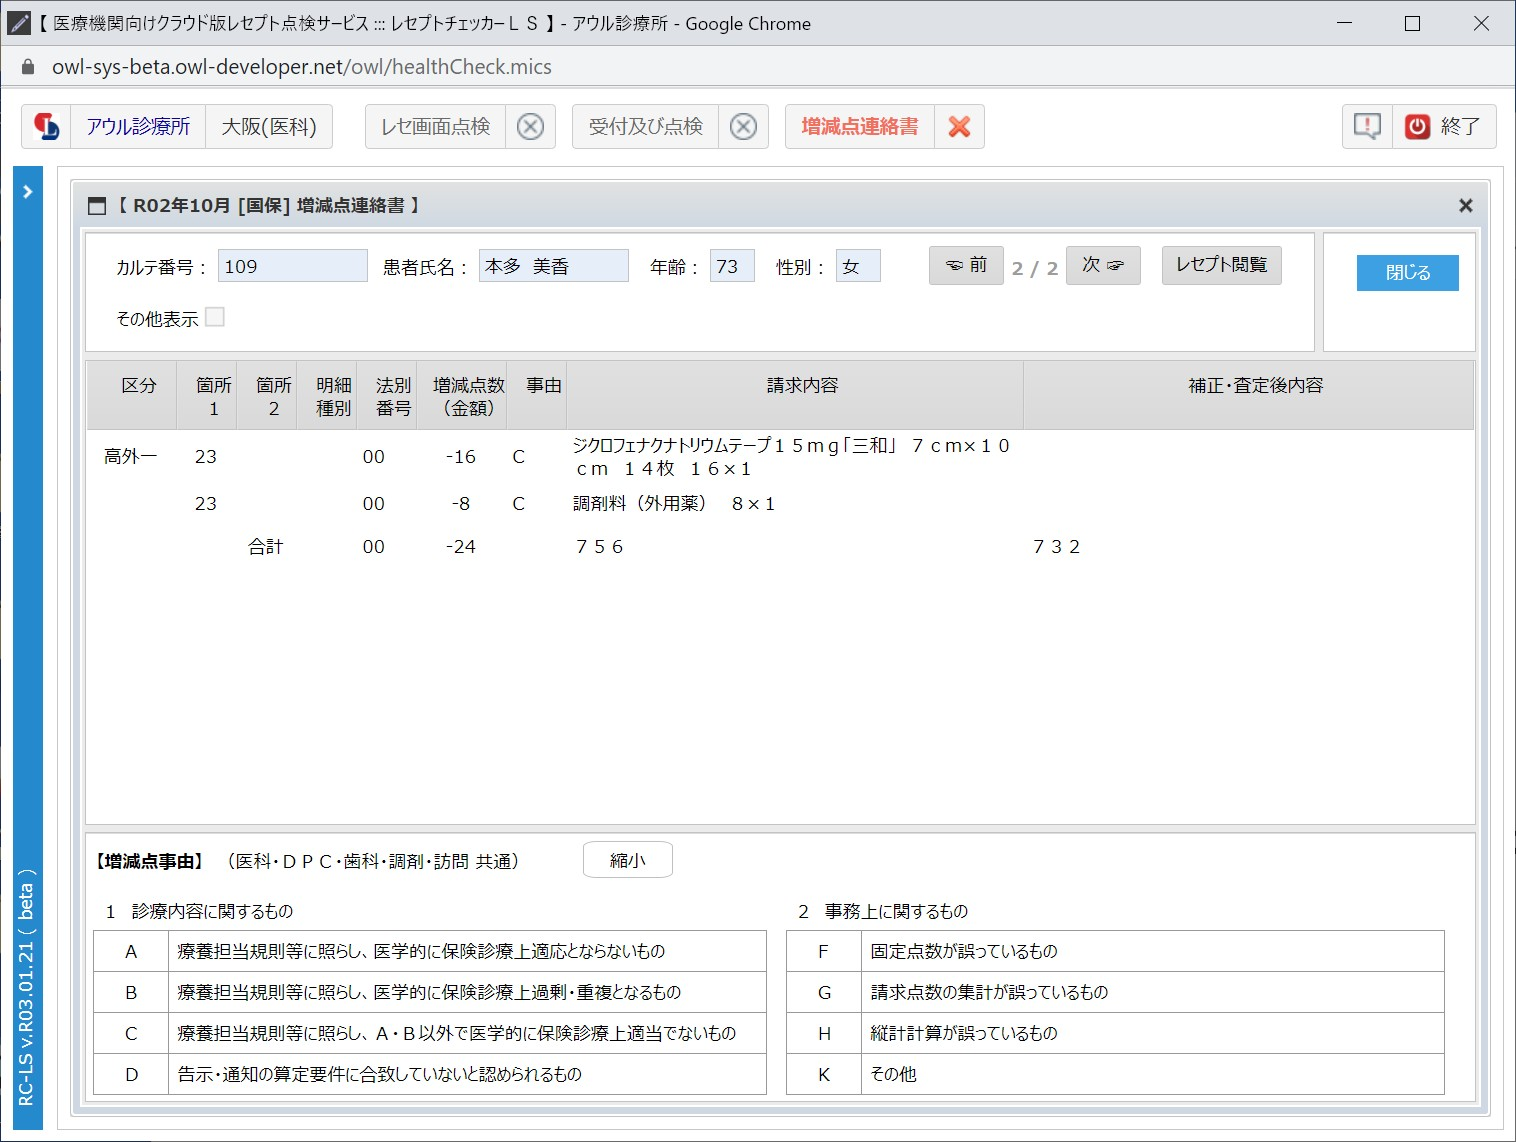 【 医療機関向けクラウド版レセプト点検サービス ::: レセプトチェッカーＬＳ 】 - アウル診療所 - Google Chrome
owl-sys-beta.owl-developer.net/owl/healthCheck.mics
アウル診療所 大阪(医科) レセ画面点検 受付及び点検 増減点連絡書 終了
【 R02年10月 [国保] 増減点連絡書 】
カルテ番号： 109 患者氏名： 本多　美香 年齢： 73 性別： 女 前 2 / 2 次 レセプト閲覧 閉じる
その他表示
区分 箇所1 箇所2 明細種別 法別番号 増減点数（金額） 事由 請求内容 補正・査定後内容
高外一 23 00 -16 C ジクロフェナクナトリウムテープ１５ｍｇ「三和」　７ｃｍ×１０
ｃｍ　１４枚　１６×１
23 00 -8 C 調剤料（外用薬）　８×１
合計 00 -24 ７５６ ７３２
【増減点事由】　（医科・ＤＰＣ・歯科・調剤・訪問 共通） 縮小
1　診療内容に関するもの
A 療養担当規則等に照らし、医学的に保険診療上適応とならないもの
B 療養担当規則等に照らし、医学的に保険診療上過剰・重複となるもの
C 療養担当規則等に照らし、Ａ・Ｂ以外で医学的に保険診療上適当でないもの
D 告示・通知の算定要件に合致していないと認められるもの
2　事務上に関するもの
F 固定点数が誤っているもの
G 請求点数の集計が誤っているもの
H 縦計計算が誤っているもの
K その他
RC-LS v.R03.01.21 ( beta )